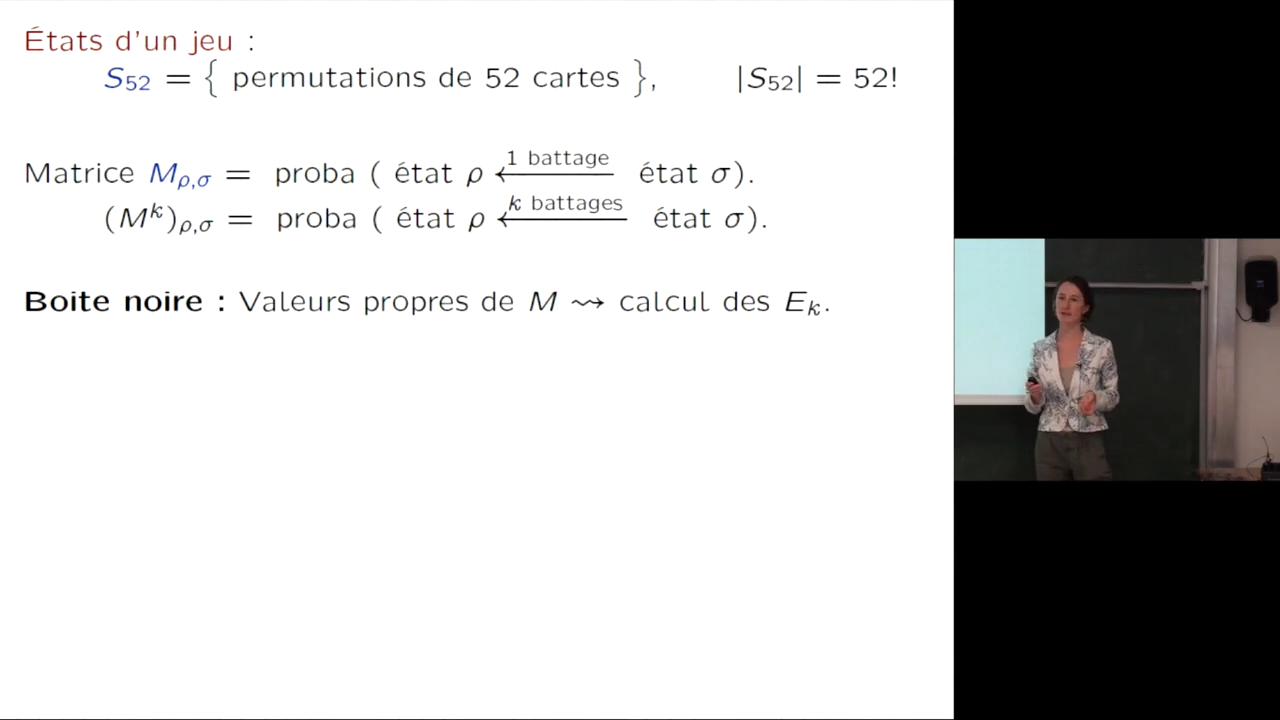 États d'un jeu :
S₅₂ = { permutations de 52 cartes }, |S₅₂| = 52!
Matrice M_{ρ,σ} = proba ( état ρ ←^{1 battage} état σ).
(M^k)_{ρ,σ} = proba ( état ρ ←^{k battages} état σ).
Boite noire : Valeurs propres de M ⇝ calcul des E_k.